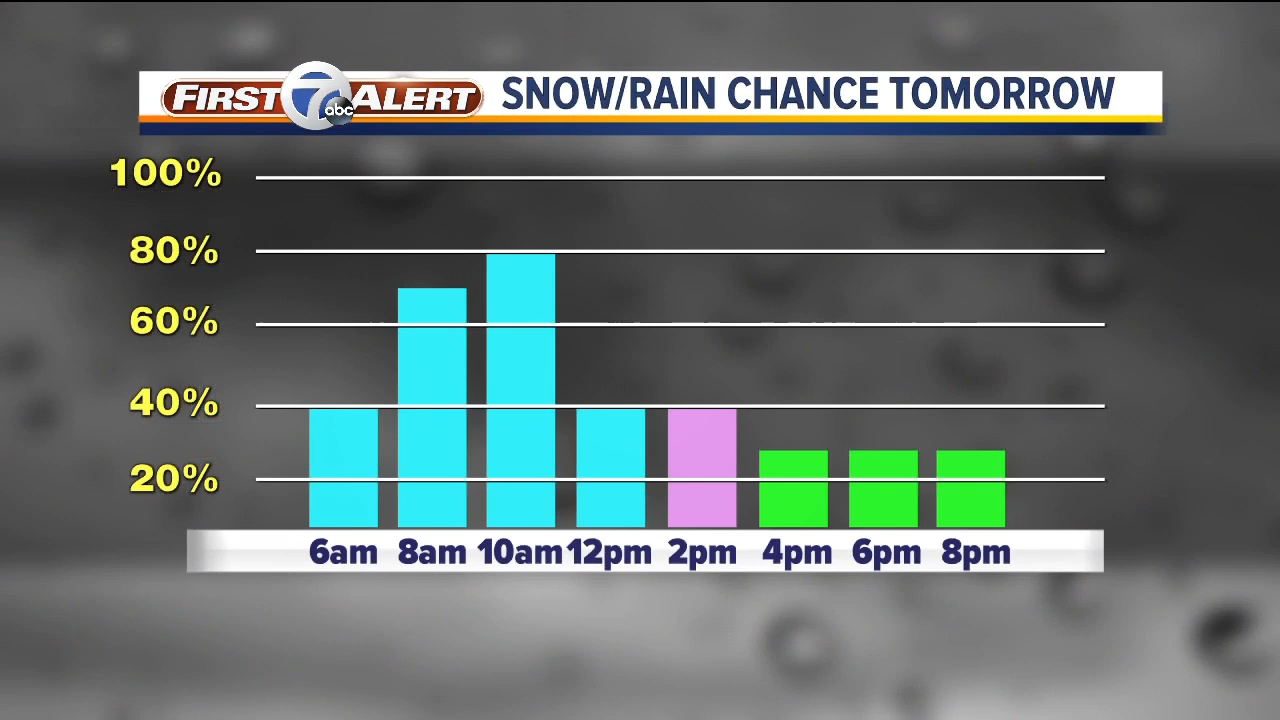 FIRST 7 abc ALERT SNOW/RAIN CHANCE TOMORROW
100%
80%
60%
40%
20%
6am 8am 10am 12pm 2pm 4pm 6pm 8pm